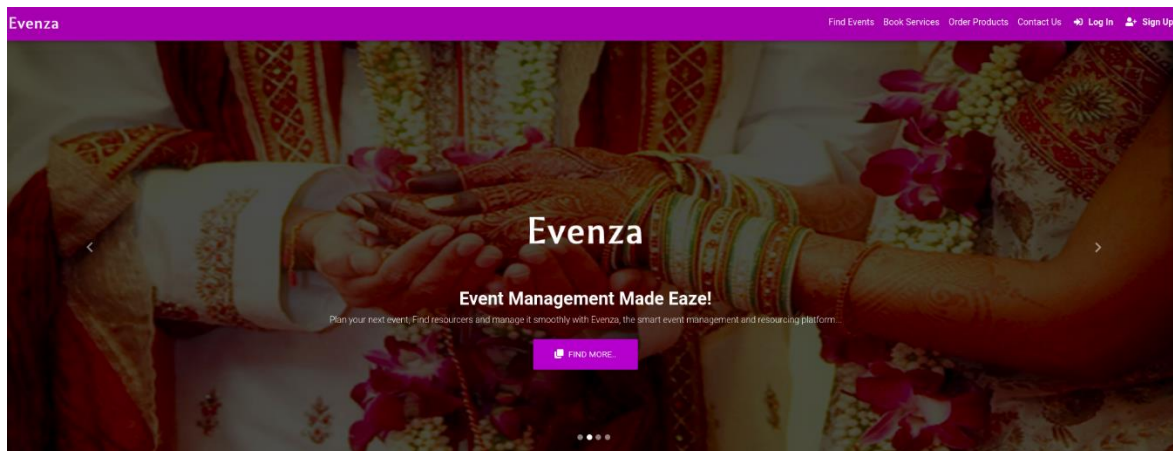 Evenza
Find Events Book Services Order Products Contact Us Log In Sign Up
Evenza
Event Management Made Eaze!
Plan your next event, Find resourcers and manage it smoothly with Evenza, the smart event management and resourcing platform...
FIND MORE..